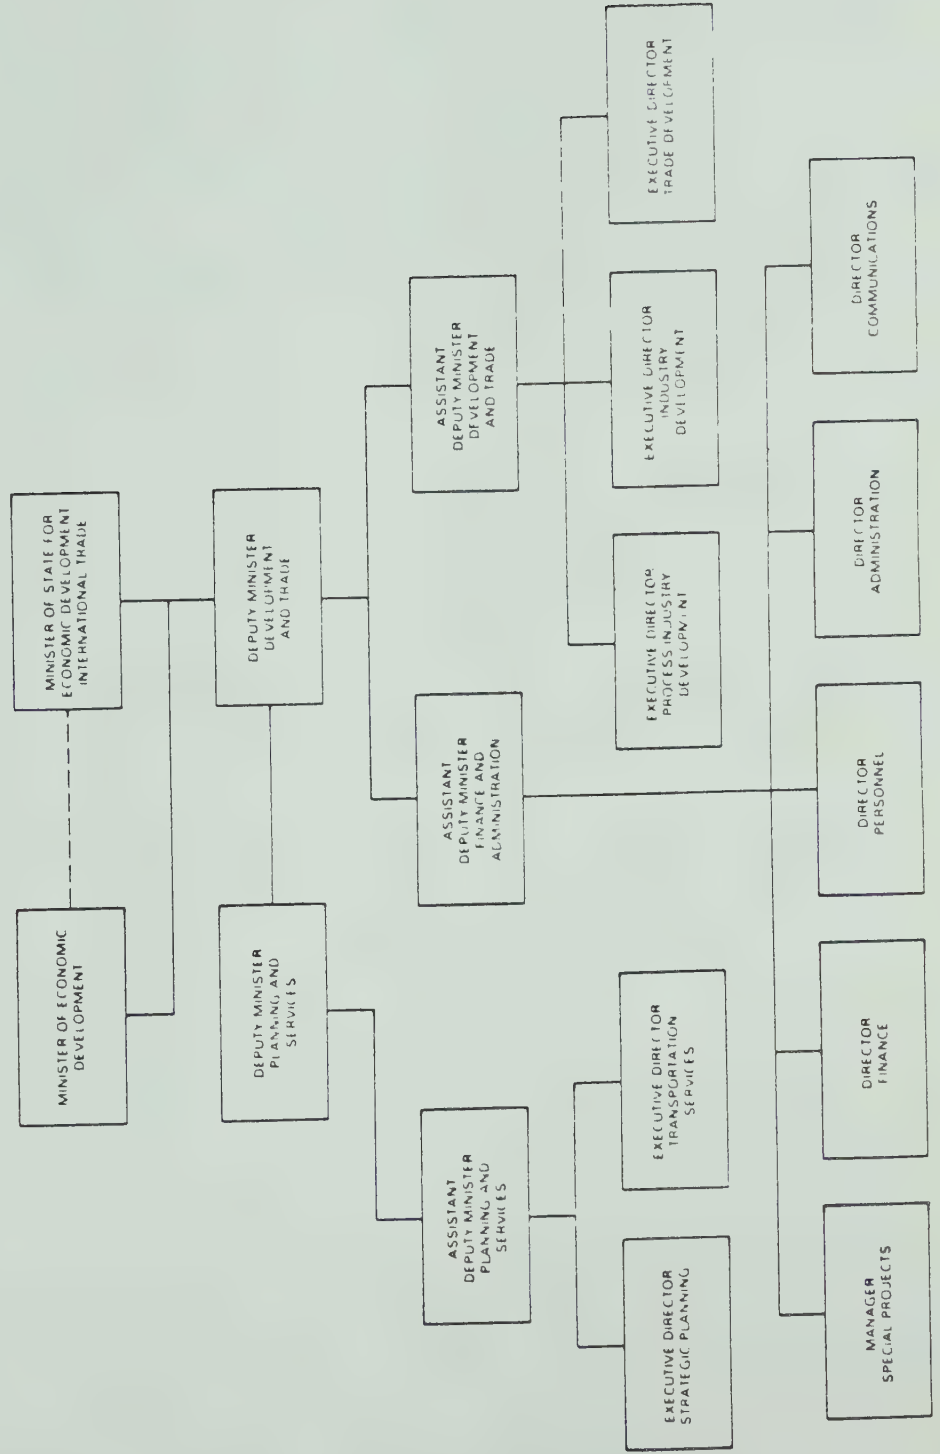 MINISTER OF ECONOMIC
DEVELOPMENT
MINISTER OF STATE FOR
ECONOMIC DEVELOPMENT
INTERNATIONAL TRADE
DEPUTY MINISTER
PLANNING AND
SERVICES
DEPUTY MINISTER
DEVELOPMENT
AND TRADE
ASSISTANT
DEPUTY MINISTER
PLANNING AND
SERVICES
ASSISTANT
DEPUTY MINISTER
FINANCE AND
ADMINISTRATION
ASSISTANT
DEPUTY MINISTER
DEVELOPMENT
AND TRADE
EXECUTIVE DIRECTOR
STRATEGIC PLANNING
EXECUTIVE DIRECTOR
TRANSPORTATION
SERVICES
EXECUTIVE DIRECTOR
PROCESS INDUSTRY
DEVELOPMENT
EXECUTIVE DIRECTOR
INDUSTRY
DEVELOPMENT
EXECUTIVE DIRECTOR
TRADE DEVELOPMENT
MANAGER
SPECIAL PROJECTS
DIRECTOR
FINANCE
DIRECTOR
PERSONNEL
DIRECTOR
ADMINISTRATION
DIRECTOR
COMMUNICATIONS